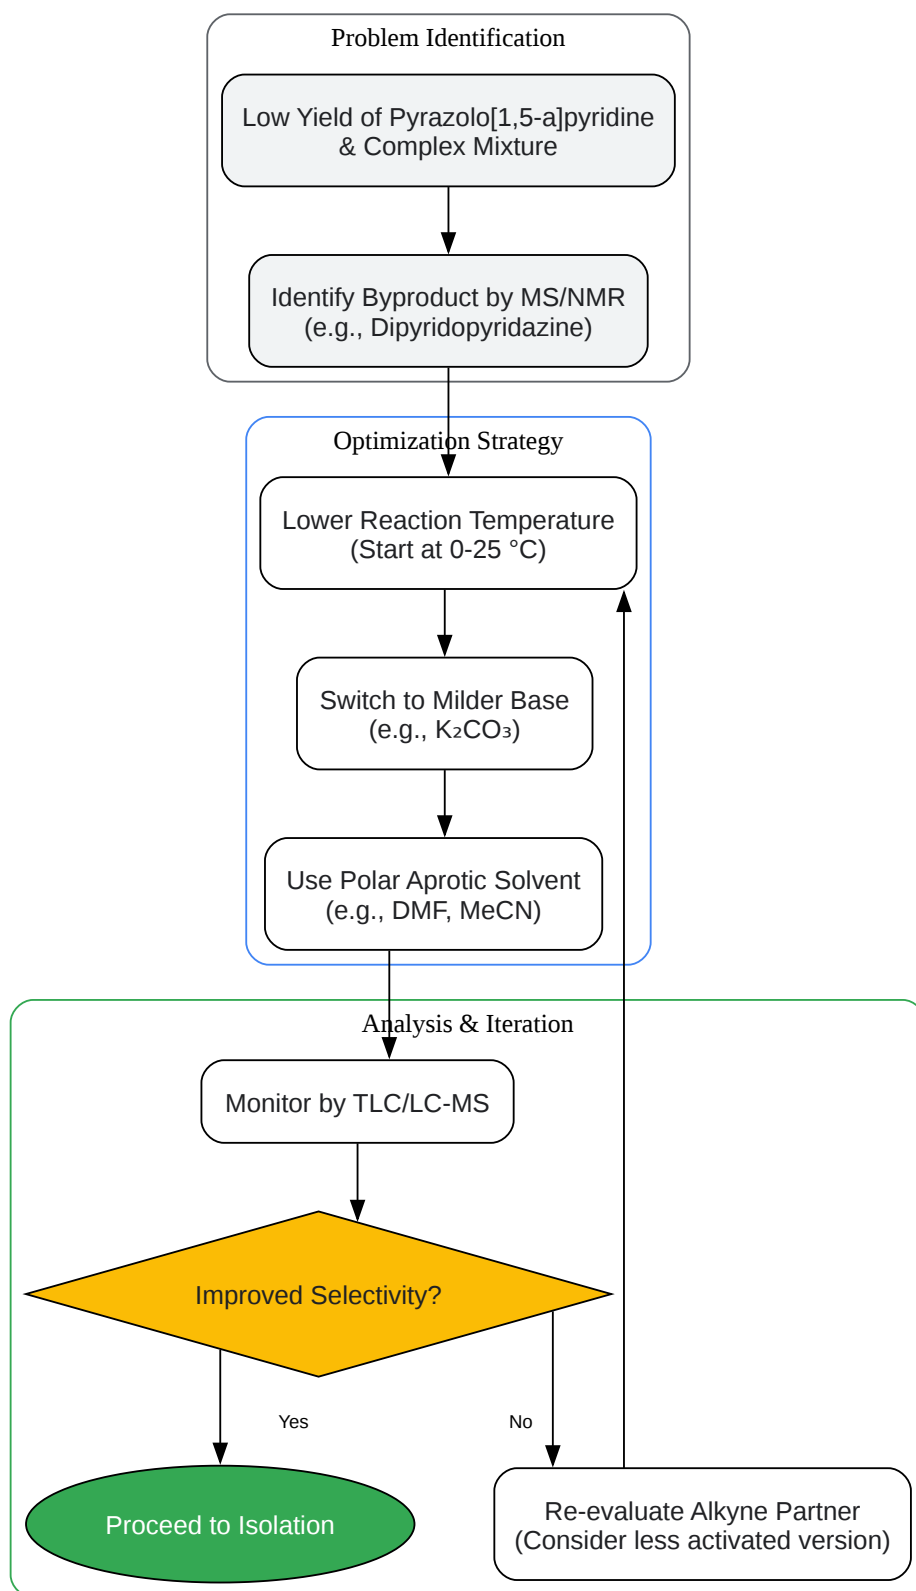 Problem Identification
Low Yield of Pyrazolo[1,5-a]pyridine
& Complex Mixture
Identify Byproduct by MS/NMR
(e.g., Dipyridopyridazine)
Optimization Strategy
Lower Reaction Temperature
(Start at 0-25 °C)
Switch to Milder Base
(e.g., K₂CO₃)
Use Polar Aprotic Solvent
(e.g., DMF, MeCN)
Analysis & Iteration
Monitor by TLC/LC-MS
Improved Selectivity?
Yes
No
Proceed to Isolation
Re-evaluate Alkyne Partner
(Consider less activated version)